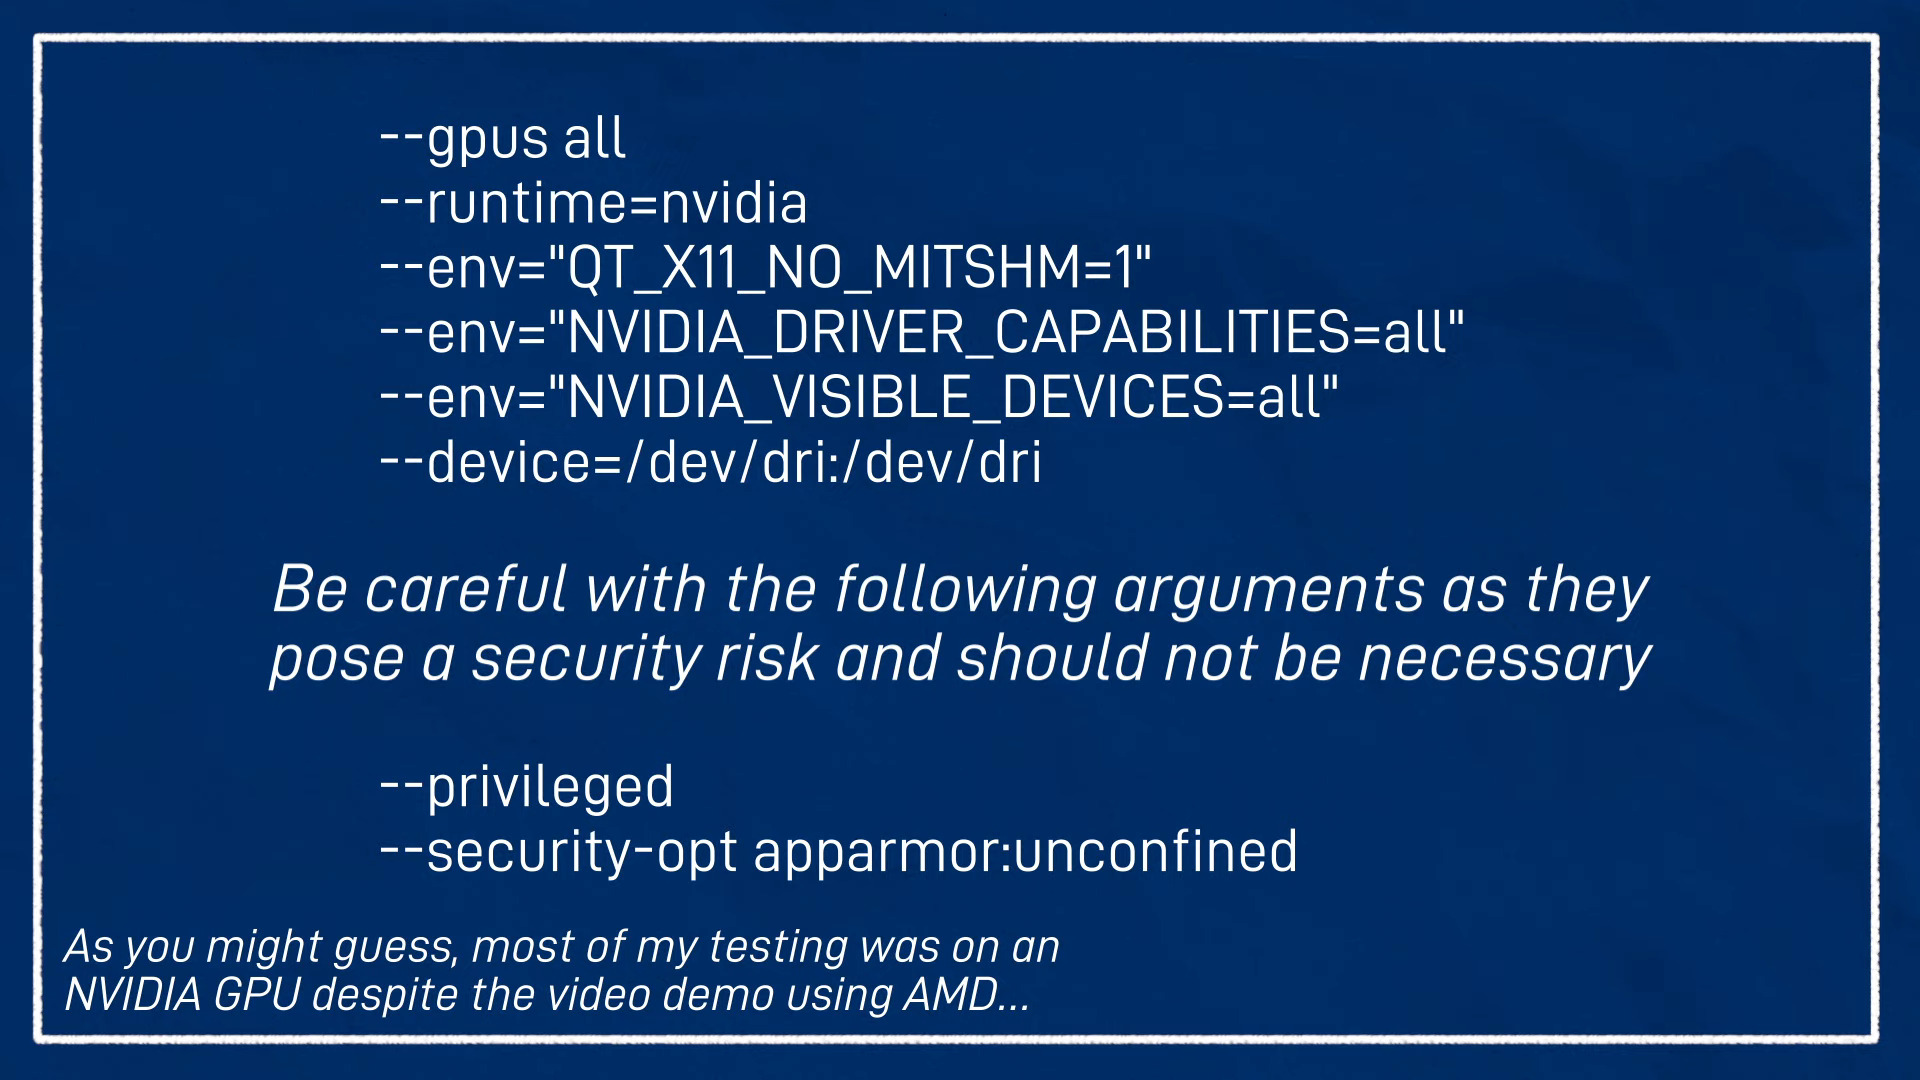 --gpus all
--runtime=nvidia
--env="QT_X11_NO_MITSHM=1"
--env="NVIDIA_DRIVER_CAPABILITIES=all"
--env="NVIDIA_VISIBLE_DEVICES=all"
--device=/dev/dri:/dev/dri
Be careful with the following arguments as they
pose a security risk and should not be necessary
--privileged
--security-opt apparmor:unconfined
As you might guess, most of my testing was on an
NVIDIA GPU despite the video demo using AMD...